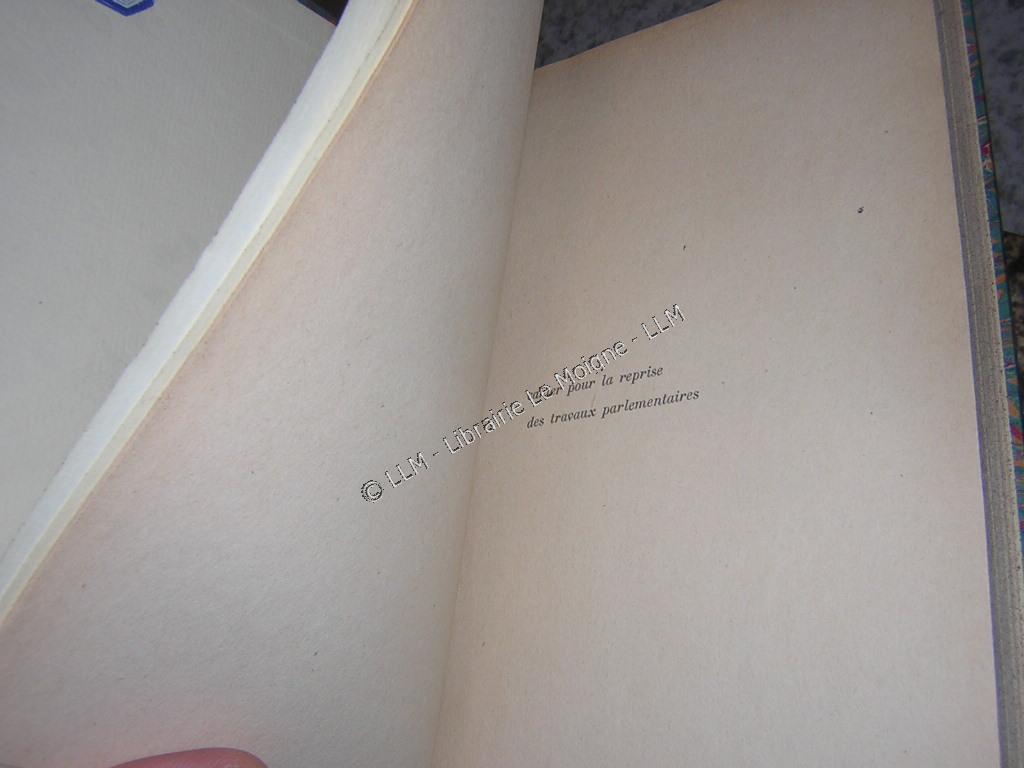 © LLM - Librairie Le Moigne - LLM
pour la reprise
des travaux parlementaires